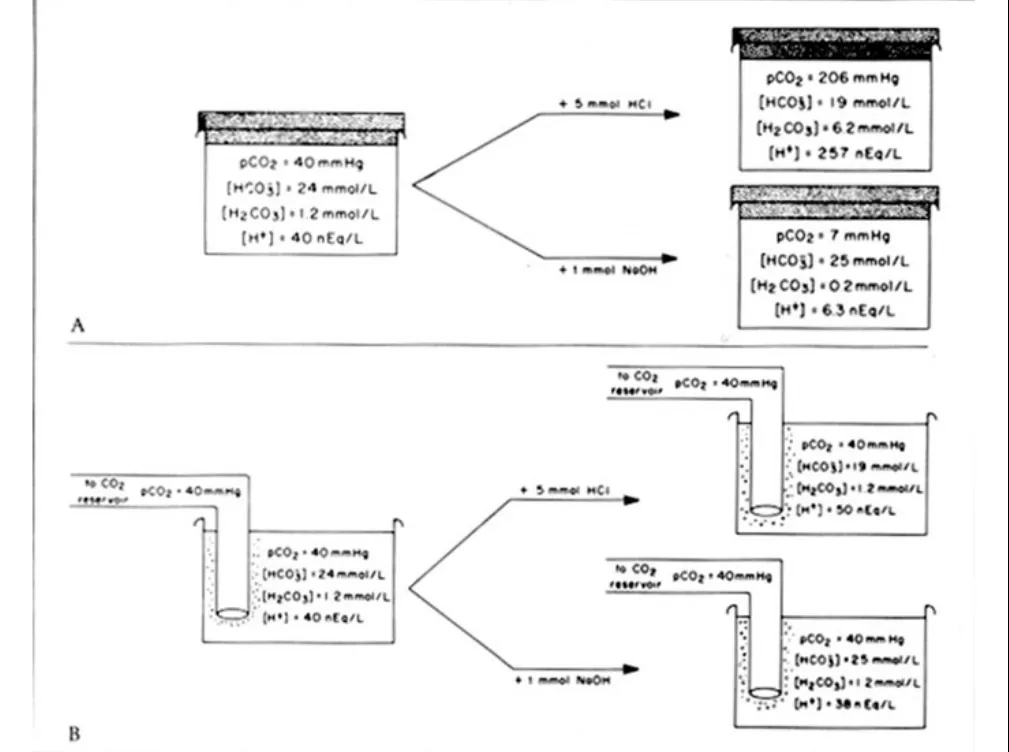 pCO₂ = 40 mmHg
[HCO₃⁻] = 24 mmol/L
[H₂CO₃] = 1.2 mmol/L
[H⁺] = 40 nEq/L
+ 5 mmol HCl
+ 1 mmol NaOH
pCO₂ = 206 mmHg
[HCO₃⁻] = 19 mmol/L
[H₂CO₃] = 6.2 mmol/L
[H⁺] = 257 nEq/L
pCO₂ = 7 mmHg
[HCO₃⁻] = 25 mmol/L
[H₂CO₃] = 0.2 mmol/L
[H⁺] = 6.3 nEq/L
A
to CO₂
reservoir
pCO₂ = 40 mmHg
pCO₂ = 40 mmHg
[HCO₃⁻] = 24 mmol/L
[H₂CO₃] = 1.2 mmol/L
[H⁺] = 40 nEq/L
+ 5 mmol HCl
+ 1 mmol NaOH
to CO₂
reservoir
pCO₂ = 40 mmHg
pCO₂ = 40 mmHg
[HCO₃⁻] = 19 mmol/L
[H₂CO₃] = 1.2 mmol/L
[H⁺] = 50 nEq/L
to CO₂
reservoir
pCO₂ = 40 mmHg
pCO₂ = 40 mmHg
[HCO₃⁻] = 25 mmol/L
[H₂CO₃] = 1.2 mmol/L
[H⁺] = 38 nEq/L
B